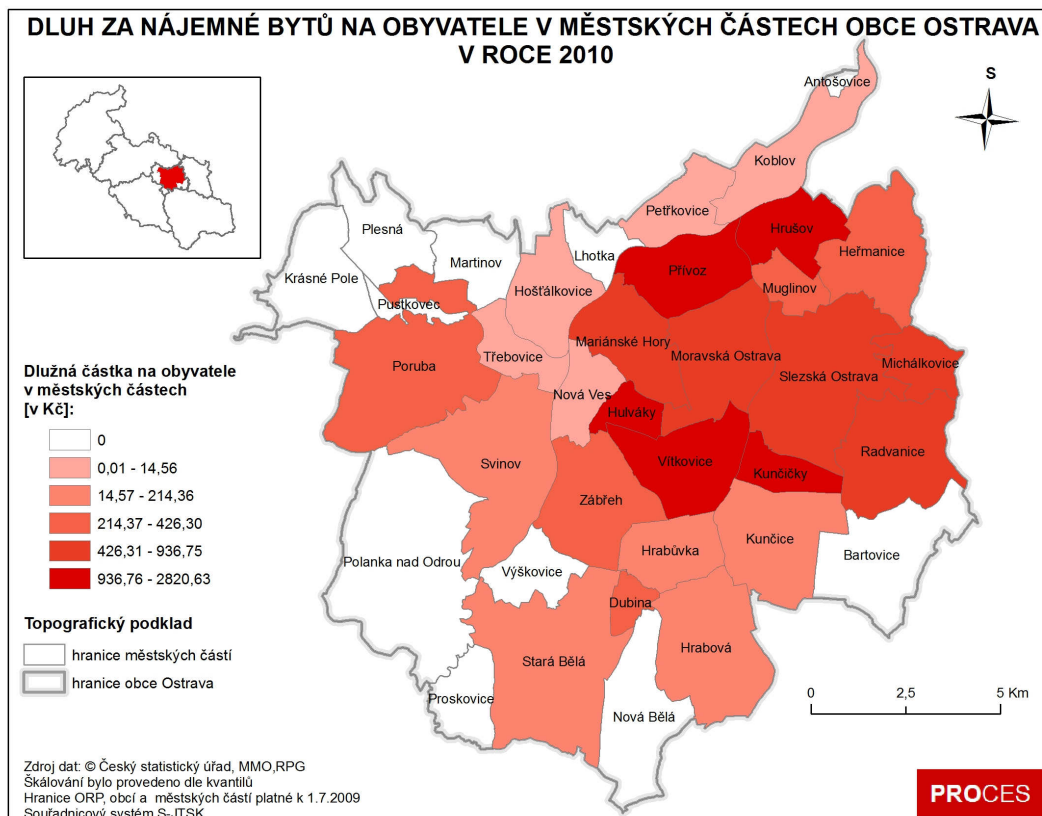 DLUH ZA NÁJEMNÉ BYTŮ NA OBYVATELE V MĚSTSKÝCH ČÁSTECH OBCE OSTRAVA
V ROCE 2010
S
Antošovice
Koblov
Petřkovice
Hrušov
Plesná
Martinov
Lhotka
Přívoz
Heřmanice
Krásné Pole
Hošťálkovice
Muglinov
Pustkovec
Mariánské Hory
Moravská Ostrava
Michálkovice
Třebovice
Poruba
Slezská Ostrava
Nová Ves
Hulváky
Radvanice
Svinov
Vítkovice
Kunčičky
Zábřeh
Kunčice
Hrabůvka
Bartovice
Polanka nad Odrou
Výškovice
Dubina
Hrabová
Stará Bělá
Proskovice
Nová Bělá
Dlužná částka na obyvatele
v městských částech
[v Kč]:
0
0,01 - 14,56
14,57 - 214,36
214,37 - 426,30
426,31 - 936,75
936,76 - 2820,63
Topografický podklad
hranice městských částí
hranice obce Ostrava
0 2,5 5 Km
Zdroj dat: © Český statistický úřad, MMO,RPG
Škálování bylo provedeno dle kvantilů
Hranice ORP, obcí a městských částí platné k 1.7.2009
Souřadnicový systém S-JTSK
PROCES